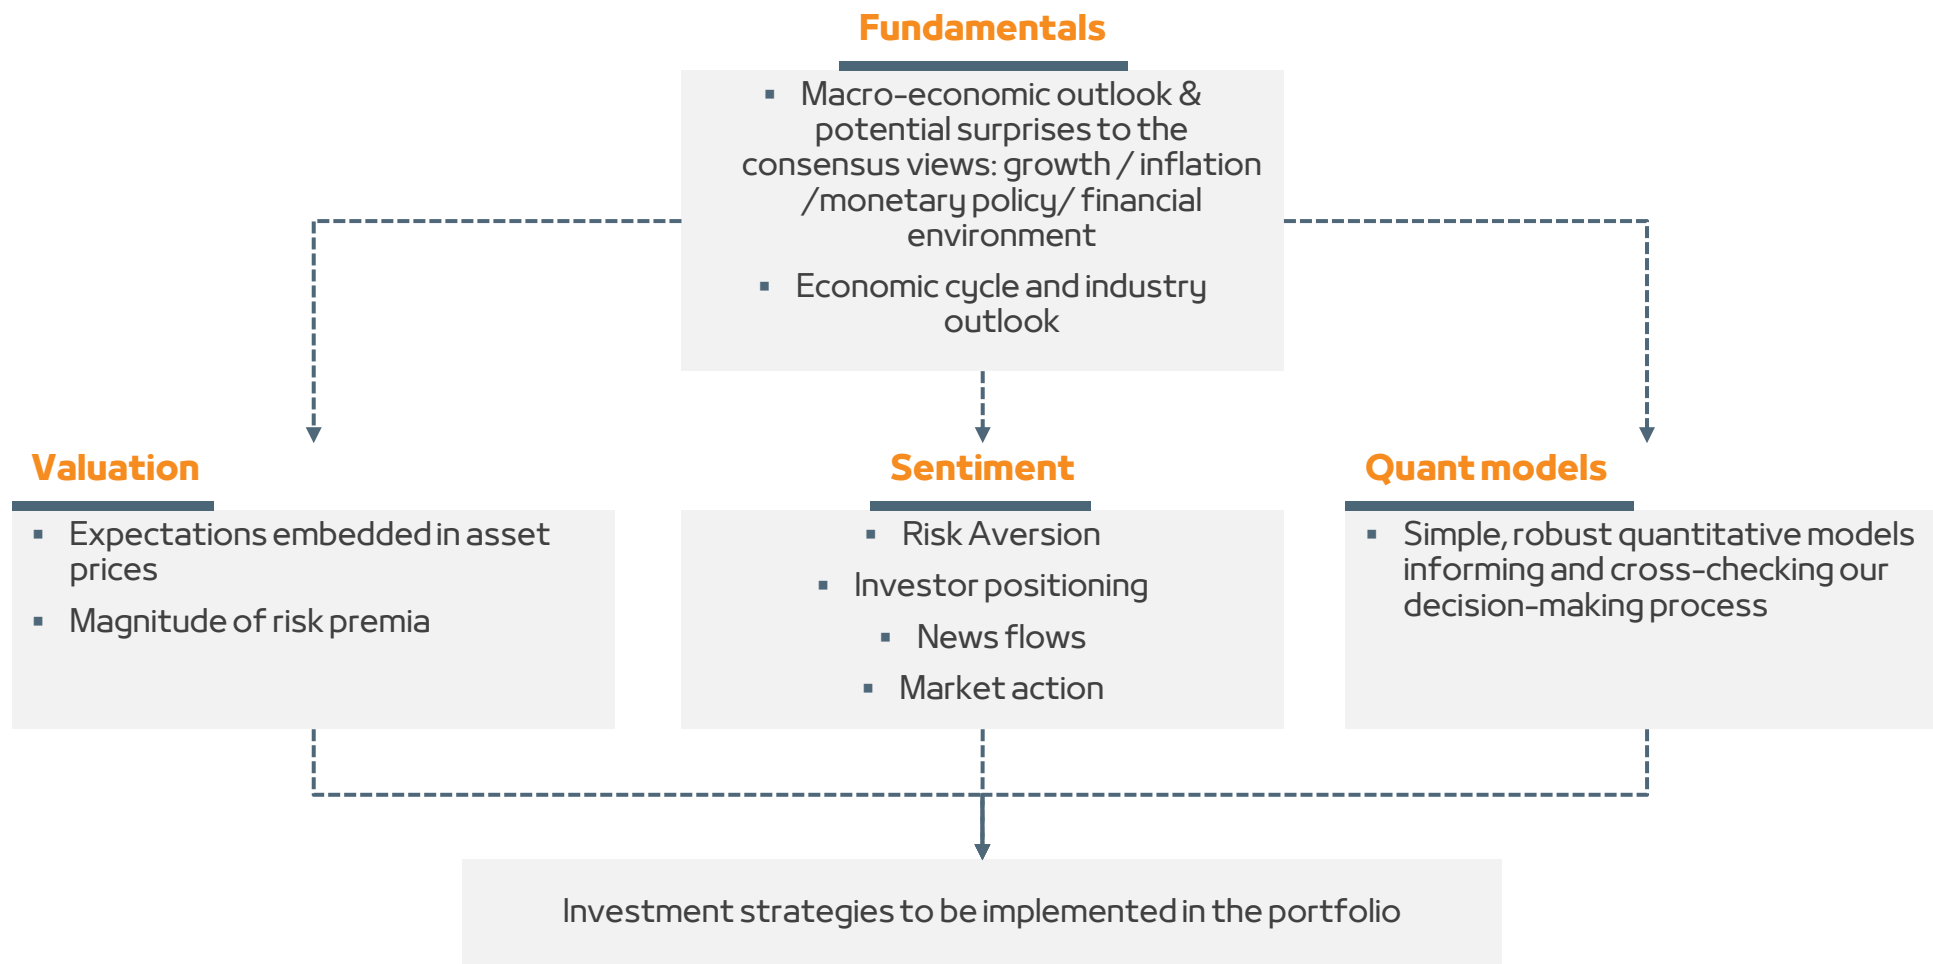 Fundamentals
▪ Macro-economic outlook &
potential surprises to the
consensus views: growth / inflation
/monetary policy/ financial
environment
▪ Economic cycle and industry
outlook
Valuation
▪ Expectations embedded in asset
prices
▪ Magnitude of risk premia
Sentiment
▪ Risk Aversion
▪ Investor positioning
▪ News flows
▪ Market action
Quant models
▪ Simple, robust quantitative models
informing and cross-checking our
decision-making process
Investment strategies to be implemented in the portfolio